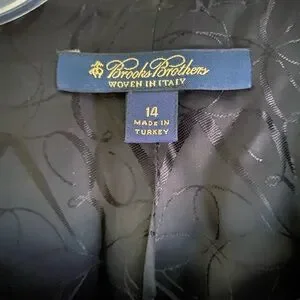 Brooks Brothers
WOVEN IN ITALY
14
MADE IN
TURKEY